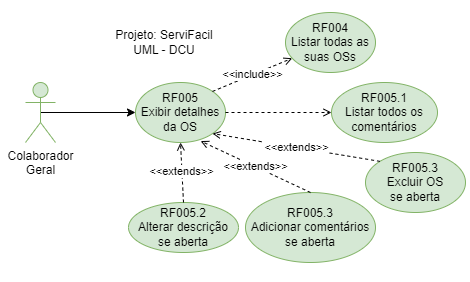 Projeto: ServiFacil
UML - DCU
RF004
Listar todas as
suas OSs
<<include>>
RF005
Exibir detalhes
da OS
RF005.1
Listar todos os
comentários
Colaborador
Geral
<<extends>>
<<extends>>
<<extends>>
RF005.3
Excluir OS
se aberta
RF005.2
Alterar descrição
se aberta
RF005.3
Adicionar comentários
se aberta